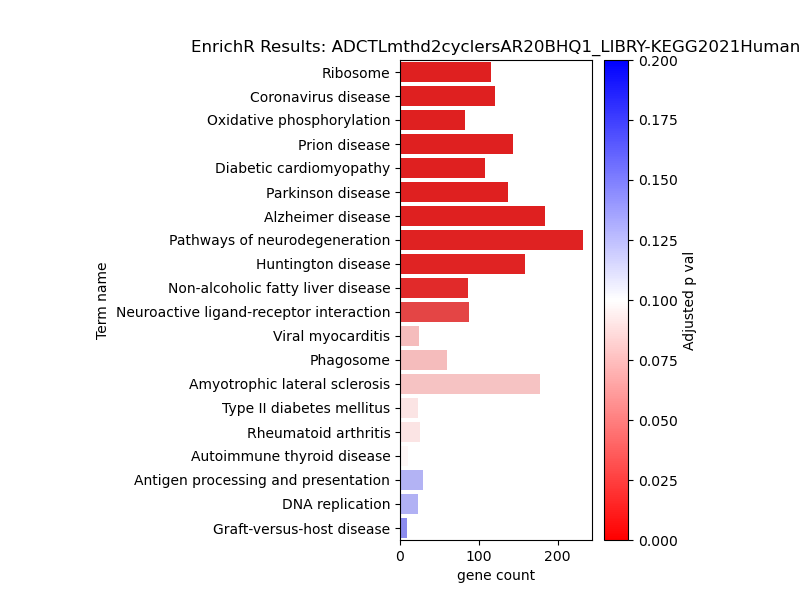 EnrichR Results: ADCTLmthd2cyclersAR20BHQ1_LIBRY-KEGG2021Human
Term name
Ribosome
Coronavirus disease
Oxidative phosphorylation
Prion disease
Diabetic cardiomyopathy
Parkinson disease
Alzheimer disease
Pathways of neurodegeneration
Huntington disease
Non-alcoholic fatty liver disease
Neuroactive ligand-receptor interaction
Viral myocarditis
Phagosome
Amyotrophic lateral sclerosis
Type II diabetes mellitus
Rheumatoid arthritis
Autoimmune thyroid disease
Antigen processing and presentation
DNA replication
Graft-versus-host disease
0 100 200
gene count
0.200
0.175
0.150
0.125
0.100
0.075
0.050
0.025
0.000
Adjusted p val